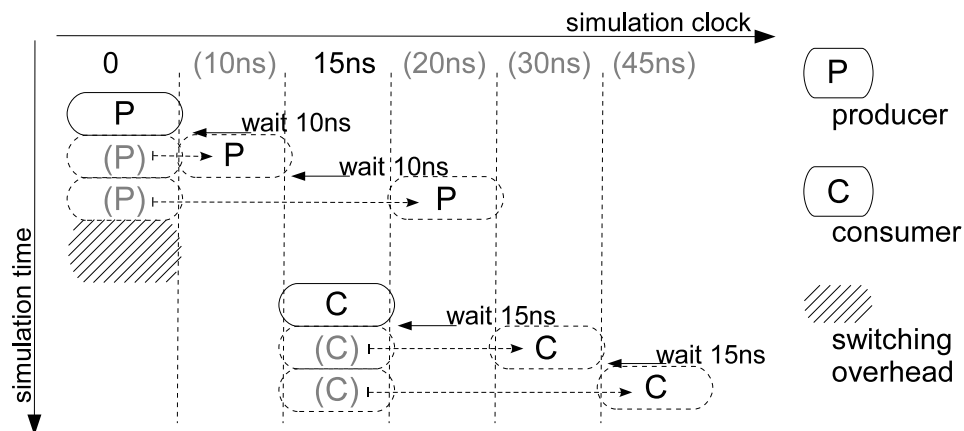 simulation clock
0 (10ns) 15ns (20ns) (30ns) (45ns)
P
wait 10ns
(P) P
wait 10ns
(P) P
C
wait 15ns
(C) C
wait 15ns
(C) C
simulation time
P
producer
C
consumer
switching
overhead